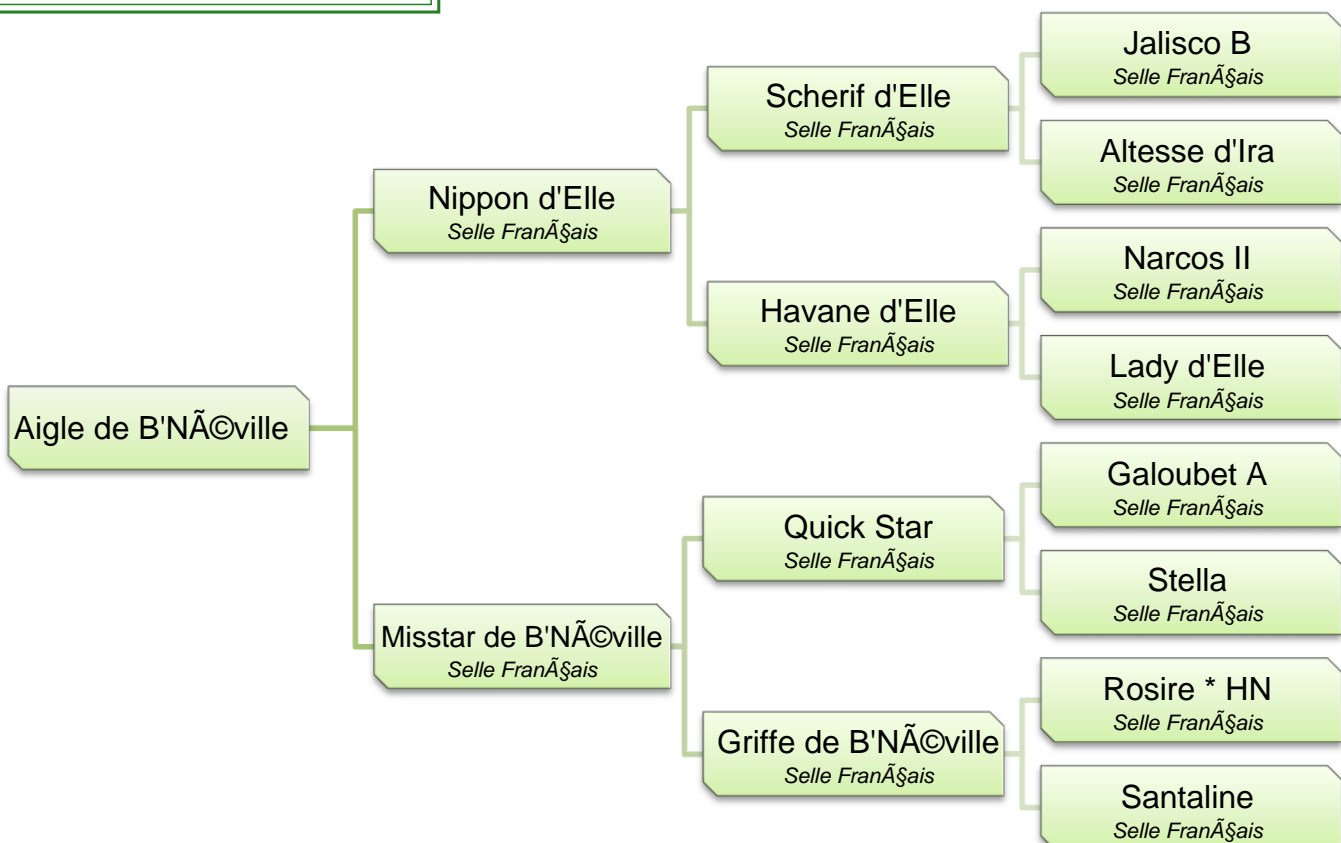 Jalisco B
Selle FranÃ§ais
Scherif d'Elle
Selle FranÃ§ais
Altesse d'Ira
Selle FranÃ§ais
Nippon d'Elle
Selle FranÃ§ais
Narcos II
Selle FranÃ§ais
Havane d'Elle
Selle FranÃ§ais
Lady d'Elle
Selle FranÃ§ais
Aigle de B'NÃ©ville
Galoubet A
Selle FranÃ§ais
Quick Star
Selle FranÃ§ais
Stella
Selle FranÃ§ais
Misstar de B'NÃ©ville
Selle FranÃ§ais
Rosire * HN
Selle FranÃ§ais
Griffe de B'NÃ©ville
Selle FranÃ§ais
Santaline
Selle FranÃ§ais